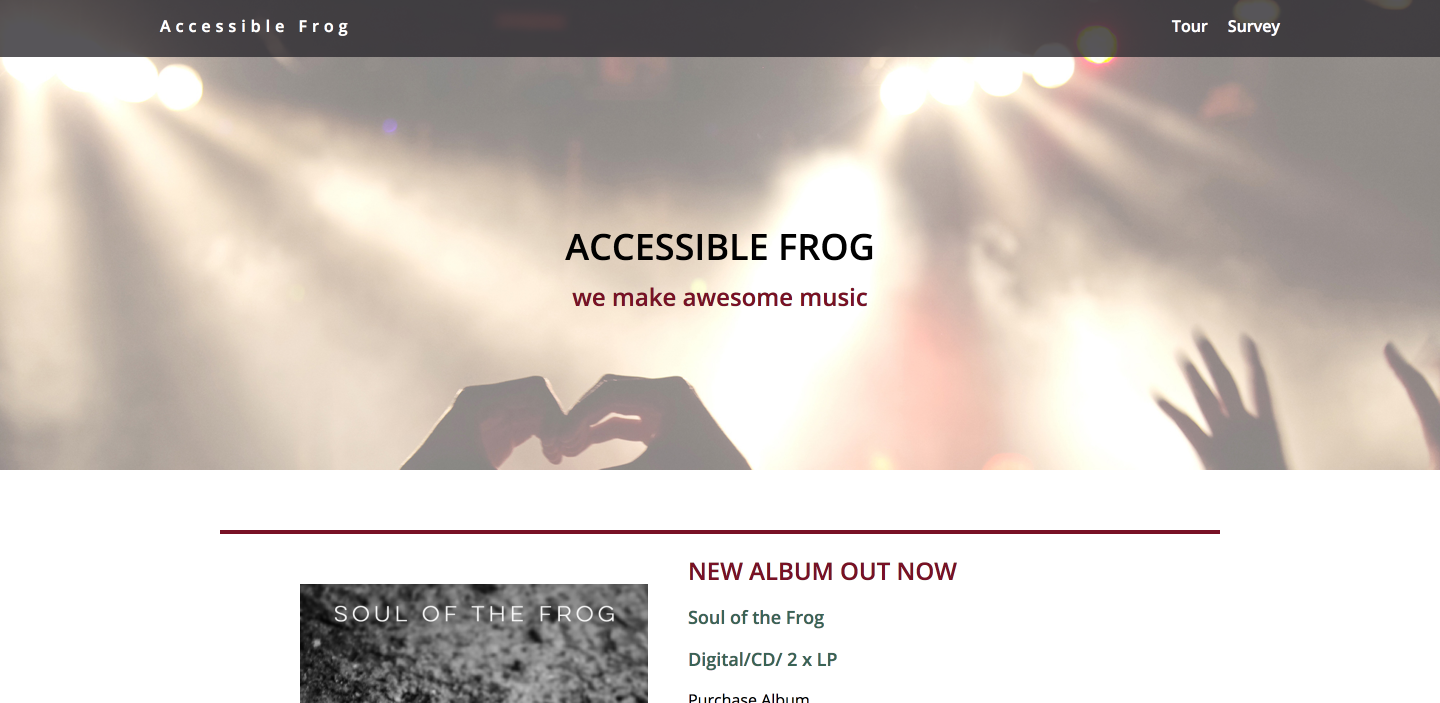 Accessible Frog
Tour Survey
ACCESSIBLE FROG
we make awesome music
NEW ALBUM OUT NOW
SOUL OF THE FROG
Soul of the Frog
Digital/CD/ 2 x LP
Purchase Album